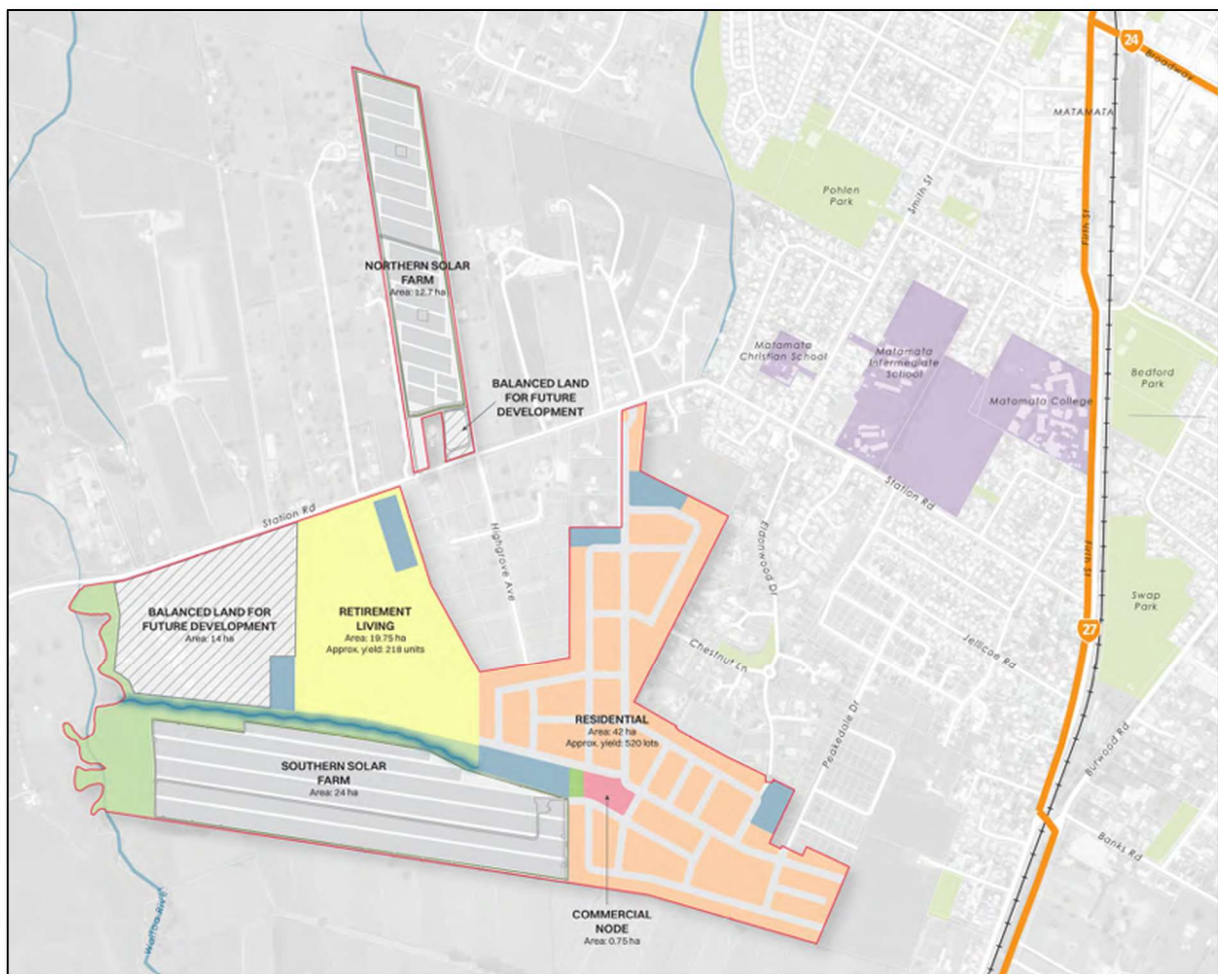 24
Broadway
MATAMATA
Pohlen
Park
Smith St
Firth St
NORTHERN SOLAR
FARM
Area: 12.7 ha
Matamata
Christian School
Matamata
Intermediate
School
Matamata College
Bedford
Park
BALANCED LAND
FOR FUTURE
DEVELOPMENT
Station Rd
Station Rd
Highgrove Ave
Eldonwood Dr
Firth St
BALANCED LAND FOR
FUTURE DEVELOPMENT
Area: 14 ha
RETIREMENT
LIVING
Area: 19.75 ha
Approx. yield: 218 units
Swap
Park
27
Jellicoe Rd
Chestnut Ln
Peakedale Dr
RESIDENTIAL
Area: 42 ha
Approx. yield: 520 lots
Burwood Rd
SOUTHERN SOLAR
FARM
Area: 24 ha
Banks Rd
COMMERCIAL
NODE
Area: 0.75 ha
Waitoa River